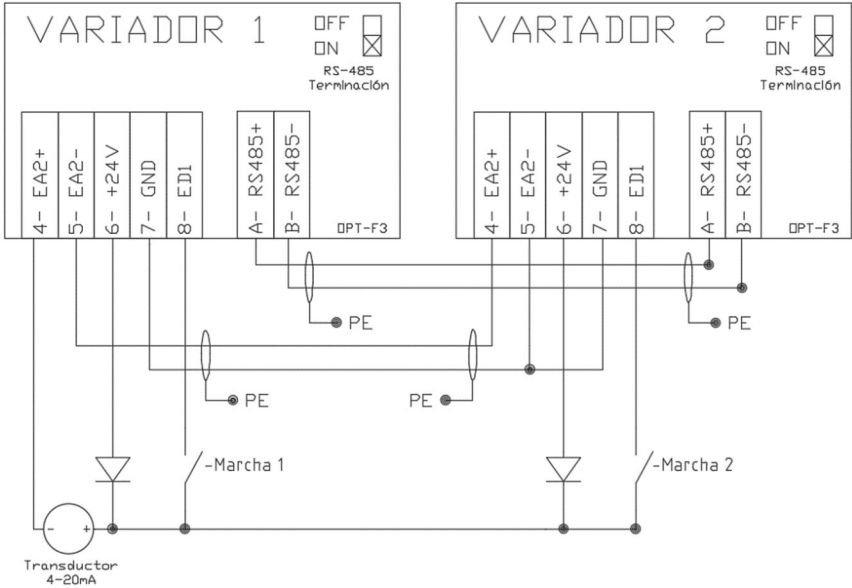 VARIADOR 1
OFF
ON
RS-485
Terminación
4- EA2+
5- EA2-
6- +24V
7- GND
8- ED1
A- RS485+
B- RS485-
OPT-F3
VARIADOR 2
OFF
ON
RS-485
Terminación
4- EA2+
5- EA2-
6- +24V
7- GND
8- ED1
A- RS485+
B- RS485-
OPT-F3
PE
PE
PE
PE
-Marcha 1
-Marcha 2
- +
Transductor
4-20mA